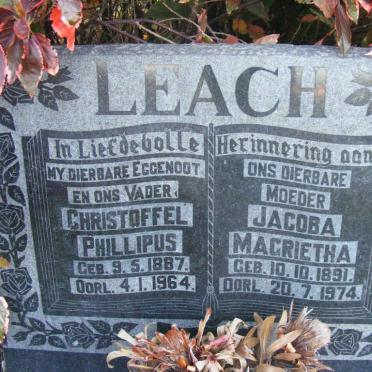 LEACH
In Liefdevolle Herinnering aan
MY DIERBARE EGGENOOT
EN ONS VADER
CHRISTOFFEL
PHILLIPUS
GEB. 9.5.1887.
OORL. 4.1.1964.
ONS DIERBARE
MOEDER
JACOBA
MAGRIETHA
GEB. 10.10.1891.
OORL. 20.7.1974.